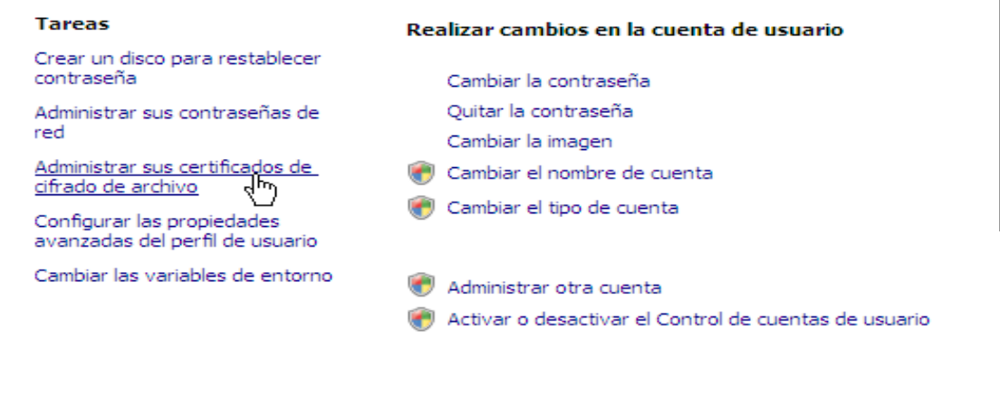 Tareas
Crear un disco para restablecer
contraseña
Administrar sus contraseñas de
red
Administrar sus certificados de
cifrado de archivo
Configurar las propiedades
avanzadas del perfil de usuario
Cambiar las variables de entorno
Realizar cambios en la cuenta de usuario
Cambiar la contraseña
Quitar la contraseña
Cambiar la imagen
Cambiar el nombre de cuenta
Cambiar el tipo de cuenta
Administrar otra cuenta
Activar o desactivar el Control de cuentas de usuario